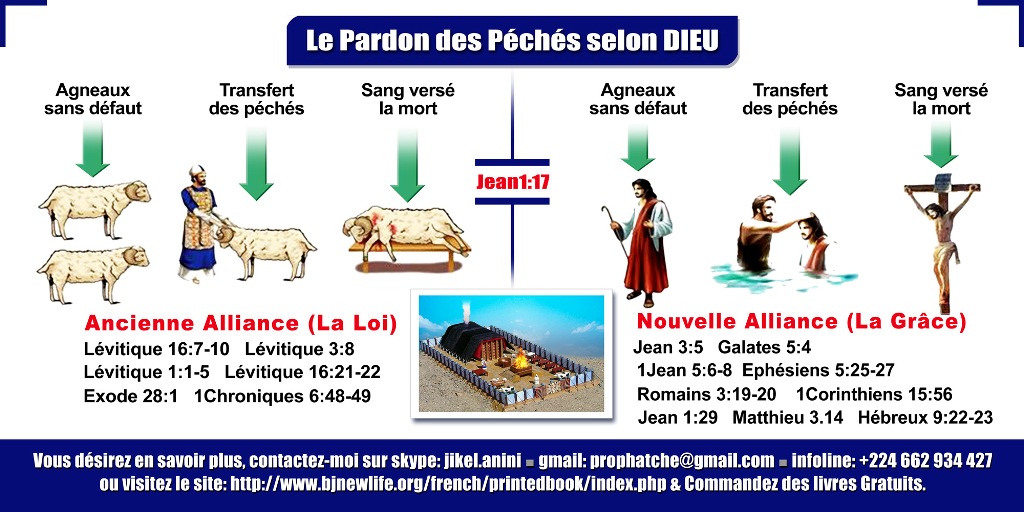 Le Pardon des Péchés selon DIEU
Agneaux
sans défaut
Transfert
des péchés
Sang versé
la mort
Jean1:17
Agneaux
sans défaut
Transfert
des péchés
Sang versé
la mort
Ancienne Alliance (La Loi)
Lévitique 16:7-10 Lévitique 3:8
Lévitique 1:1-5 Lévitique 16:21-22
Exode 28:1 1Chroniques 6:48-49
Nouvelle Alliance (La Grâce)
Jean 3:5 Galates 5:4
1Jean 5:6-8 Ephésiens 5:25-27
Romains 3:19-20 1Corinthiens 15:56
Jean 1:29 Matthieu 3.14 Hébreux 9:22-23
Vous désirez en savoir plus, contactez-moi sur skype: jikel.anini ▪ gmail: prophatche@gmail.com ▪ infoline: +224 662 934 427
ou visitez le site: http://www.bjnewlife.org/french/printedbook/index.php & Commandez des livres Gratuits.